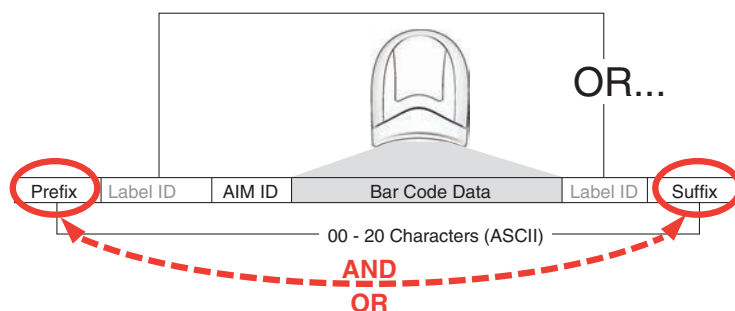 OR...
Prefix Label ID AIM ID Bar Code Data Label ID Suffix
00 - 20 Characters (ASCII)
AND
OR